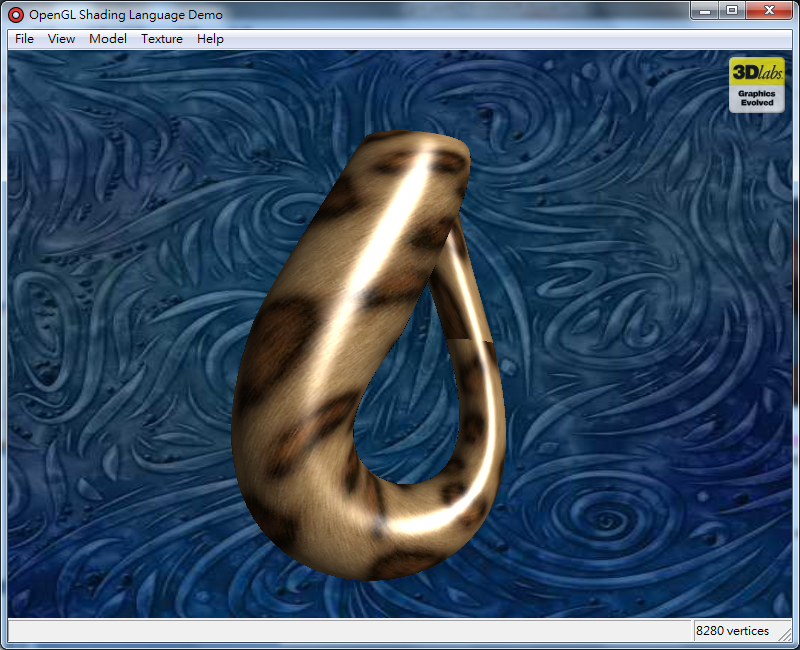 OpenGL Shading Language Demo
File View Model Texture Help
3Dlabs
Graphics
Evolved
8280 vertices